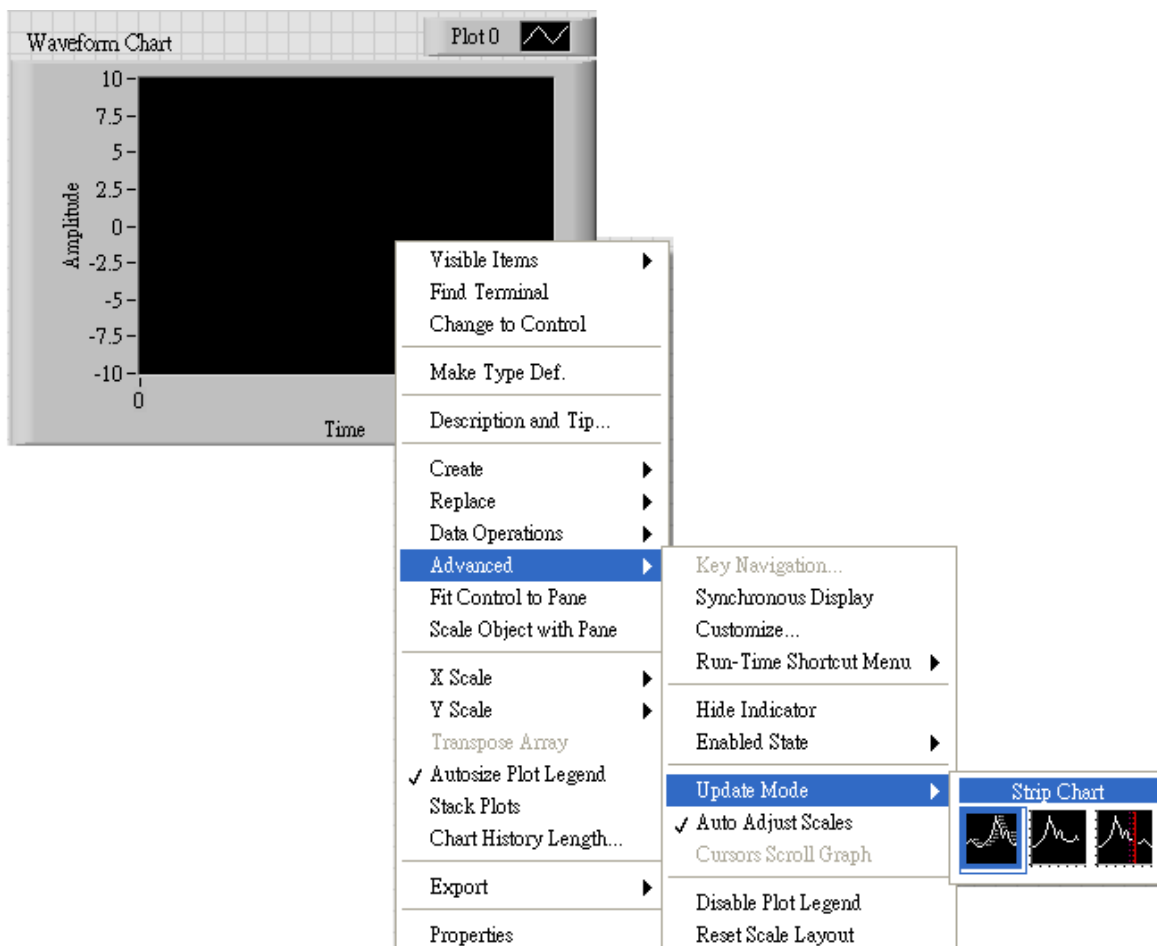 Waveform Chart
Plot 0
10
7.5
5
2.5
0
-2.5
-5
-7.5
-10
Amplitude
0
Time
Visible Items
Find Terminal
Change to Control
Make Type Def.
Description and Tip...
Create
Replace
Data Operations
Advanced
Fit Control to Pane
Scale Object with Pane
X Scale
Y Scale
Transpose Array
Autosize Plot Legend
Stack Plots
Chart History Length...
Export
Properties
Key Navigation...
Synchronous Display
Customize...
Run-Time Shortcut Menu
Hide Indicator
Enabled State
Update Mode
Auto Adjust Scales
Cursors Scroll Graph
Disable Plot Legend
Reset Scale Layout
Strip Chart